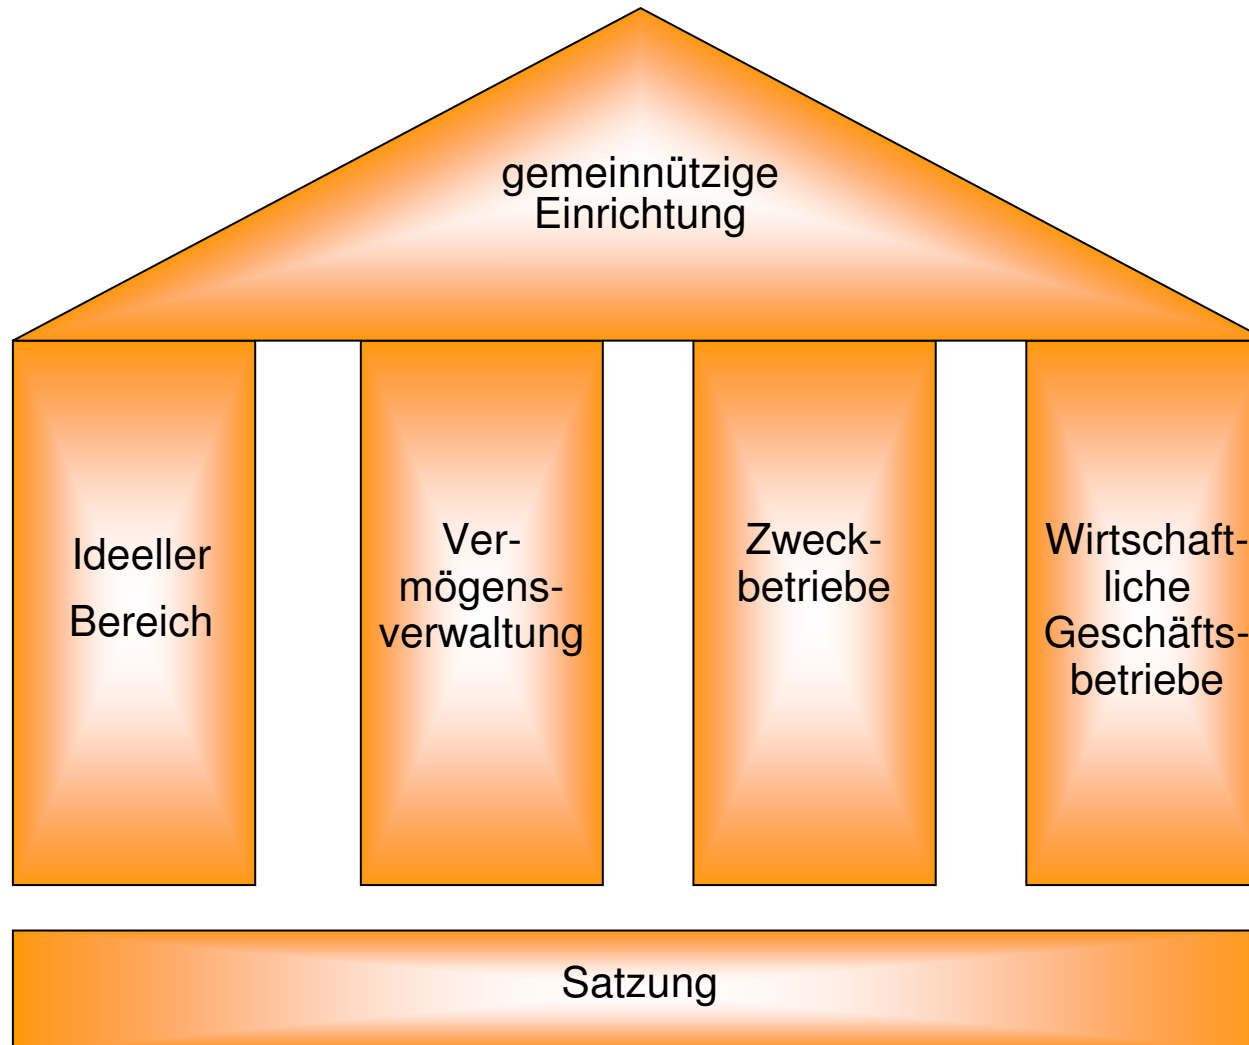 gemeinnützige
Einrichtung
Ideeller
Bereich
Ver-
mögens-
verwaltung
Zweck-
betriebe
Wirtschaft-
liche
Geschäfts-
betriebe
Satzung